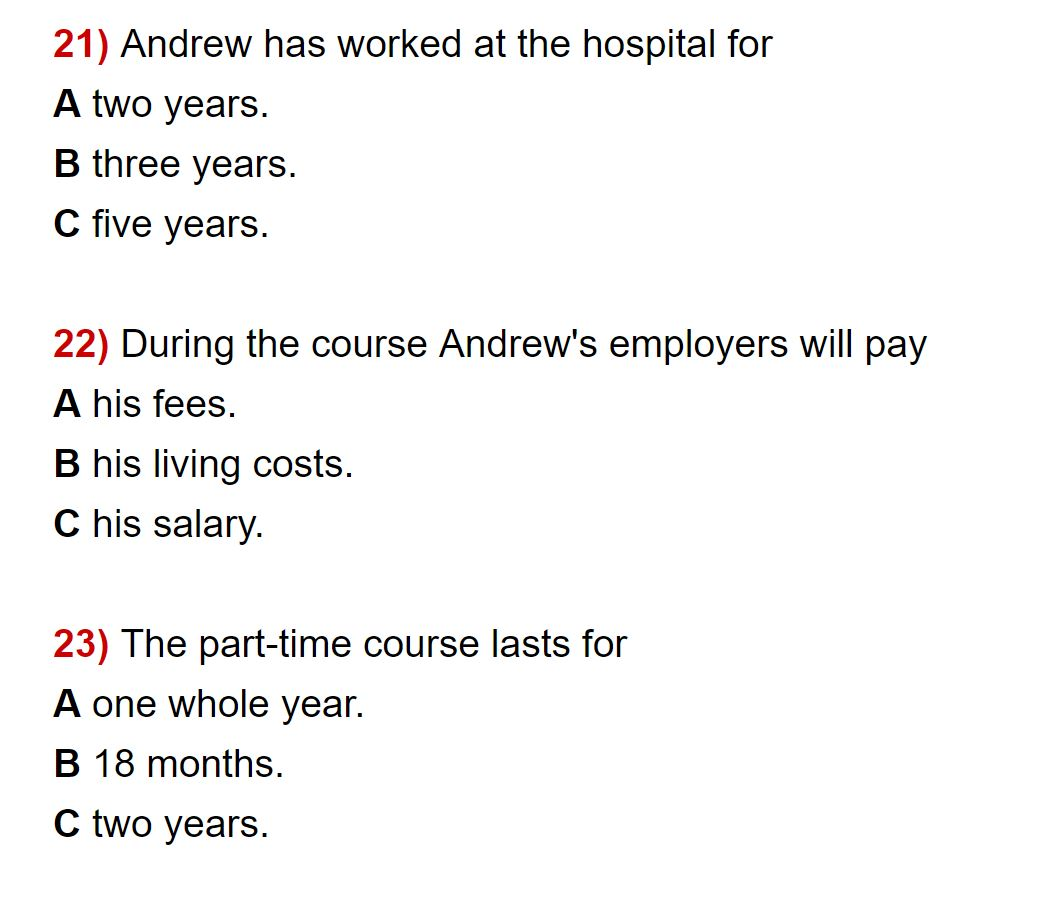 21) Andrew has worked at the hospital for
A two years.
B three years.
C five years.
22) During the course Andrew's employers will pay
A his fees.
B his living costs.
C his salary.
23) The part-time course lasts for
A one whole year.
B 18 months.
C two years.